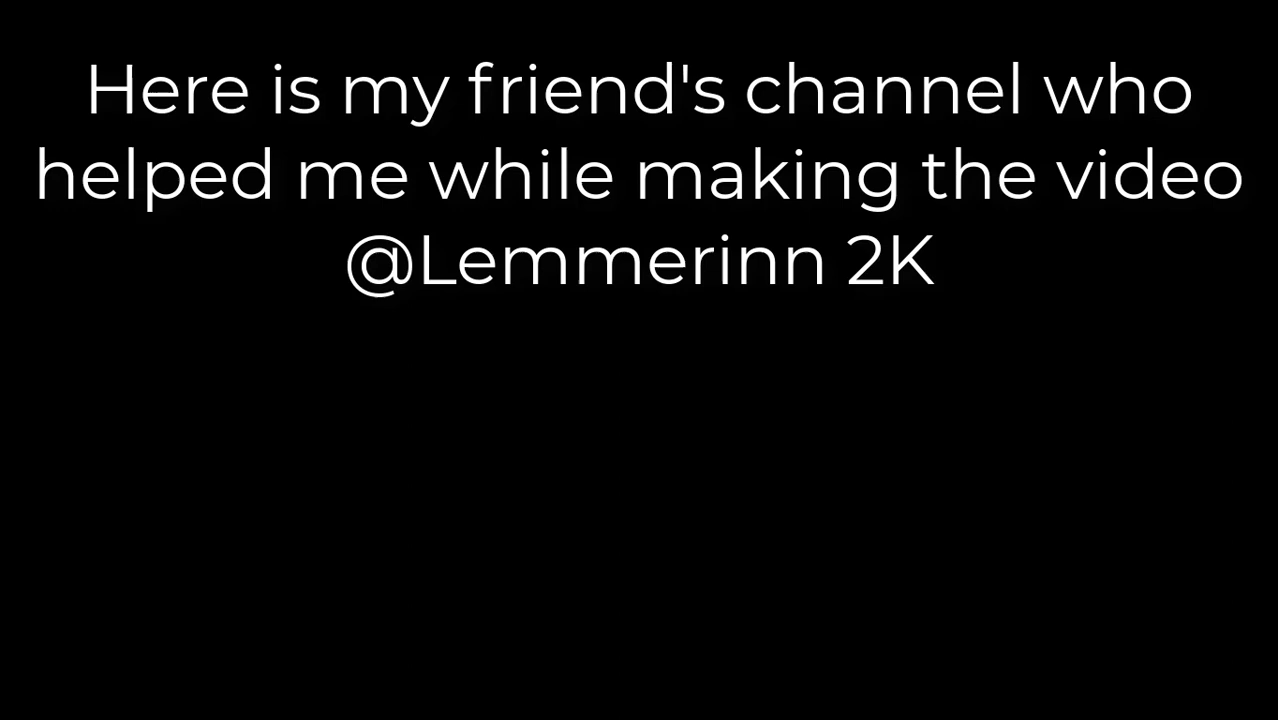 Here is my friend's channel who
helped me while making the video
@Lemmerinn 2K